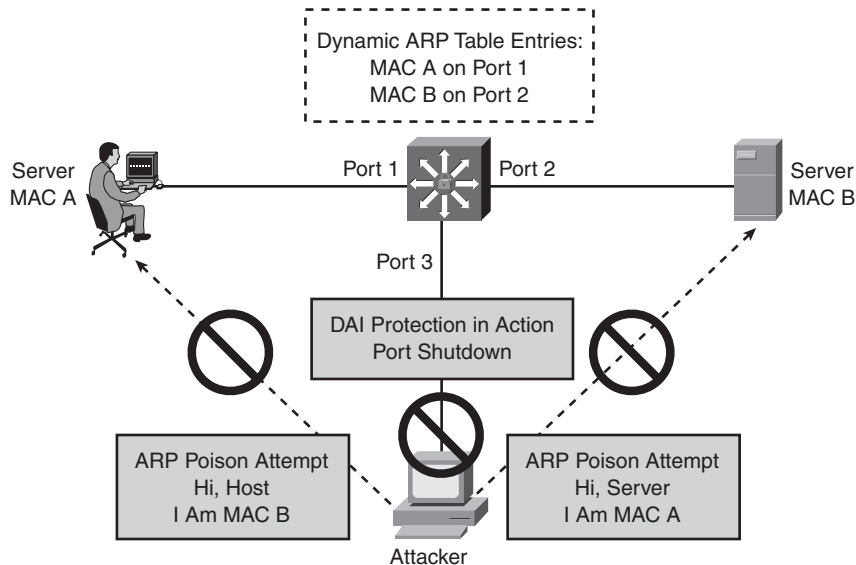 Dynamic ARP Table Entries:
MAC A on Port 1
MAC B on Port 2
Server
MAC A
Port 1
Port 2
Server
MAC B
Port 3
DAI Protection in Action
Port Shutdown
ARP Poison Attempt
Hi, Host
I Am MAC B
ARP Poison Attempt
Hi, Server
I Am MAC A
Attacker